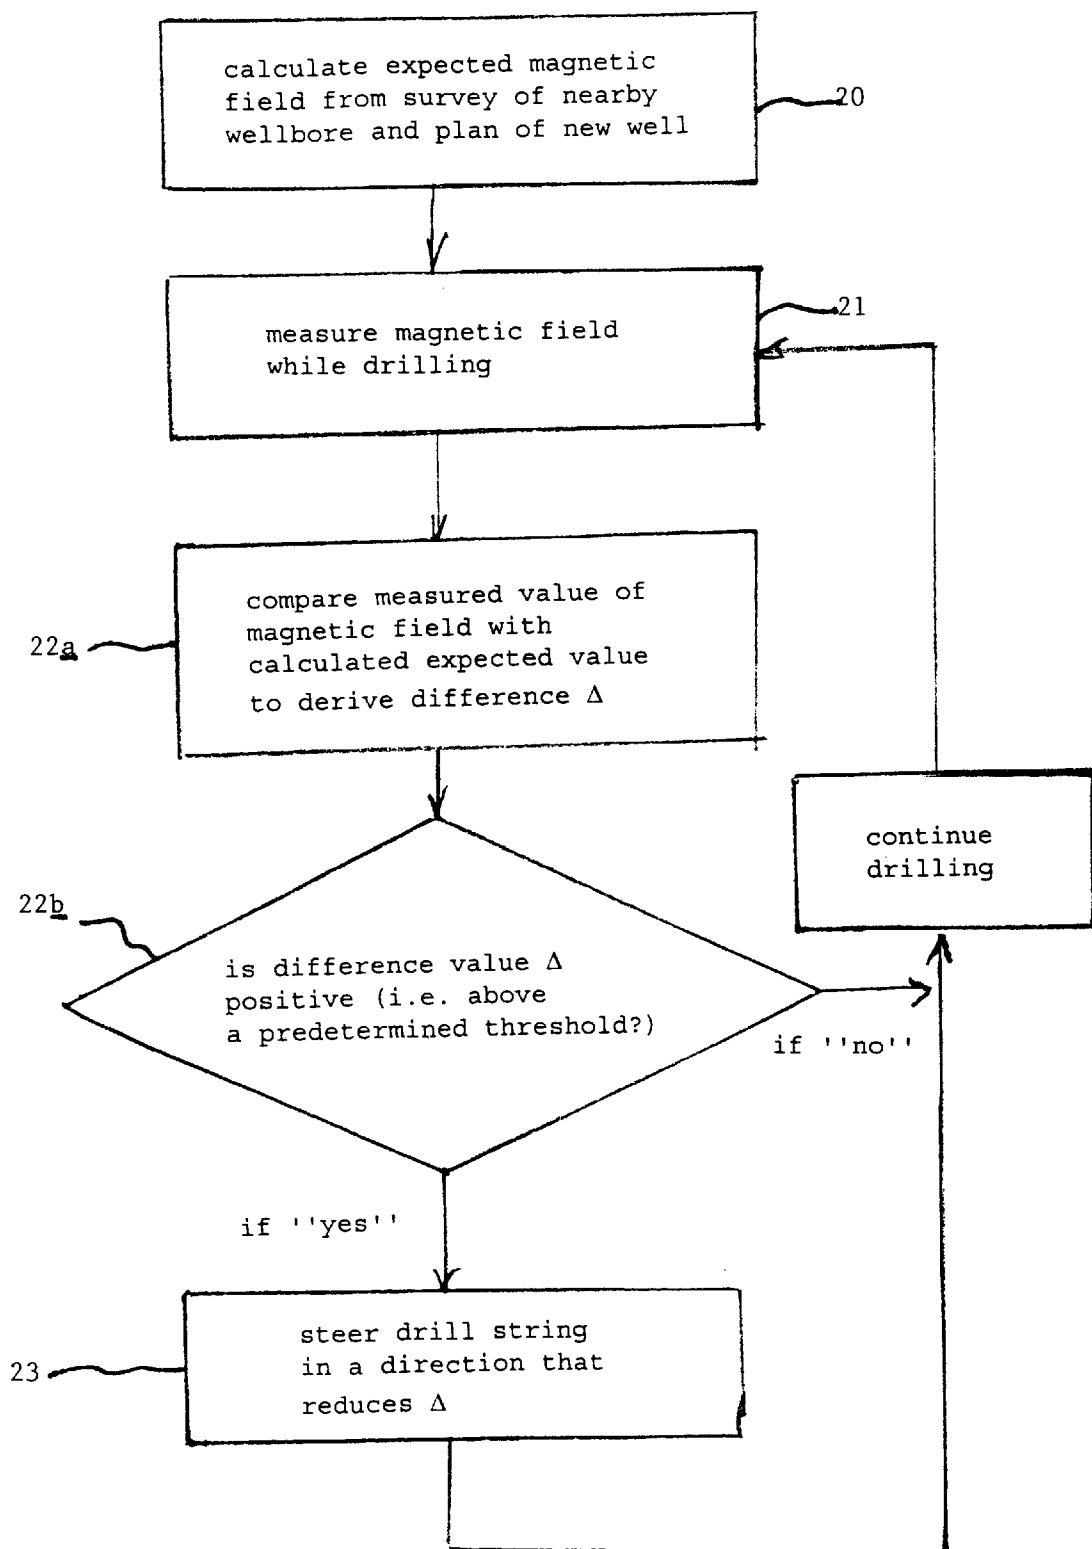 calculate expected magnetic
field from survey of nearby
wellbore and plan of new well
20
measure magnetic field
while drilling
21
compare measured value of
magnetic field with
calculated expected value
to derive difference Δ
22a
continue
drilling
22b
is difference value Δ
positive (i.e. above
a predetermined threshold?)
if ''no''
if ''yes''
steer drill string
in a direction that
reduces Δ
23